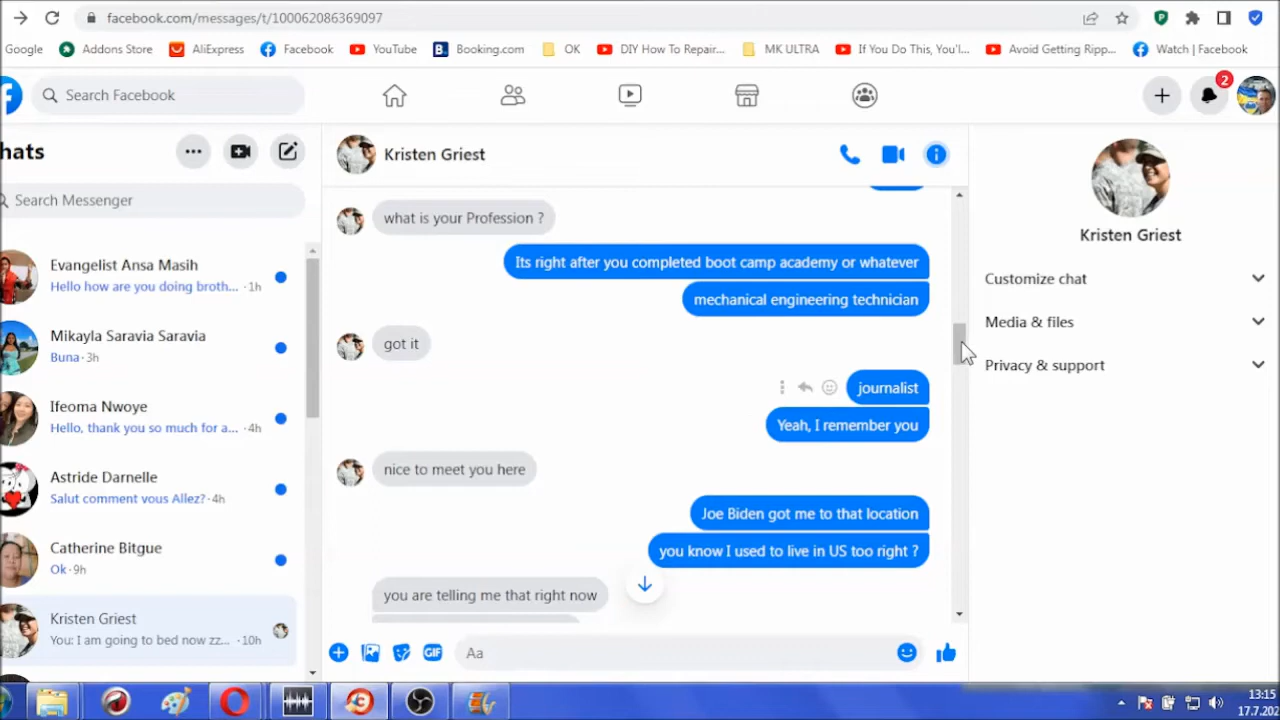 facebook.com/messages/t/100062086369097
Google Addons Store AliExpress Facebook YouTube Booking.com OK DIY How To Repair... MK ULTRA If You Do This, You'l... Avoid Getting Ripp... Watch | Facebook
Search Facebook
2
hats
Search Messenger
Evangelist Ansa Masih
Hello how are you doing broth... ·1h
Mikayla Saravia Saravia
Buna · 3h
Ifeoma Nwoye
Hello, thank you so much for a... ·4h
Astride Darnelle
Salut comment vous Allez? · 4h
Catherine Bitgue
Ok · 9h
Kristen Griest
You: I am going to bed now zz... ·10h
Kristen Griest
what is your Profession ?
Its right after you completed boot camp academy or whatever
mechanical engineering technician
got it
journalist
Yeah, I remember you
nice to meet you here
Joe Biden got me to that location
you know I used to live in US too right ?
you are telling me that right now
GIF
Aa
Kristen Griest
Customize chat
Media & files
Privacy & support
13:15
17.7.202